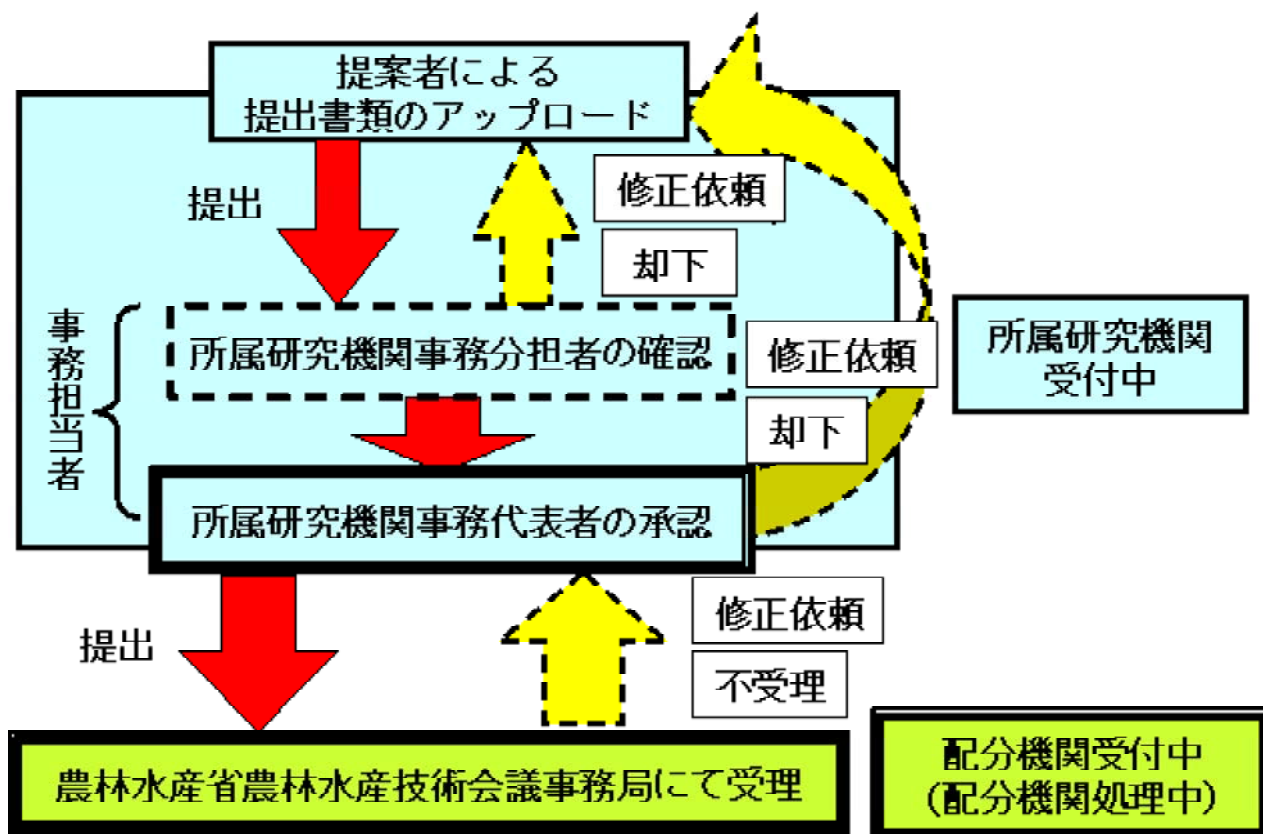 提案者による
提出書類のアップロード
提出
修正依頼
却下
事務担当者
所属研究機関事務分担者の確認
修正依頼
却下
所属研究機関
受付中
所属研究機関事務代表者の承認
提出
修正依頼
不受理
農林水産省農林水産技術会議事務局にて受理
配分機関受付中
(配分機関処理中)